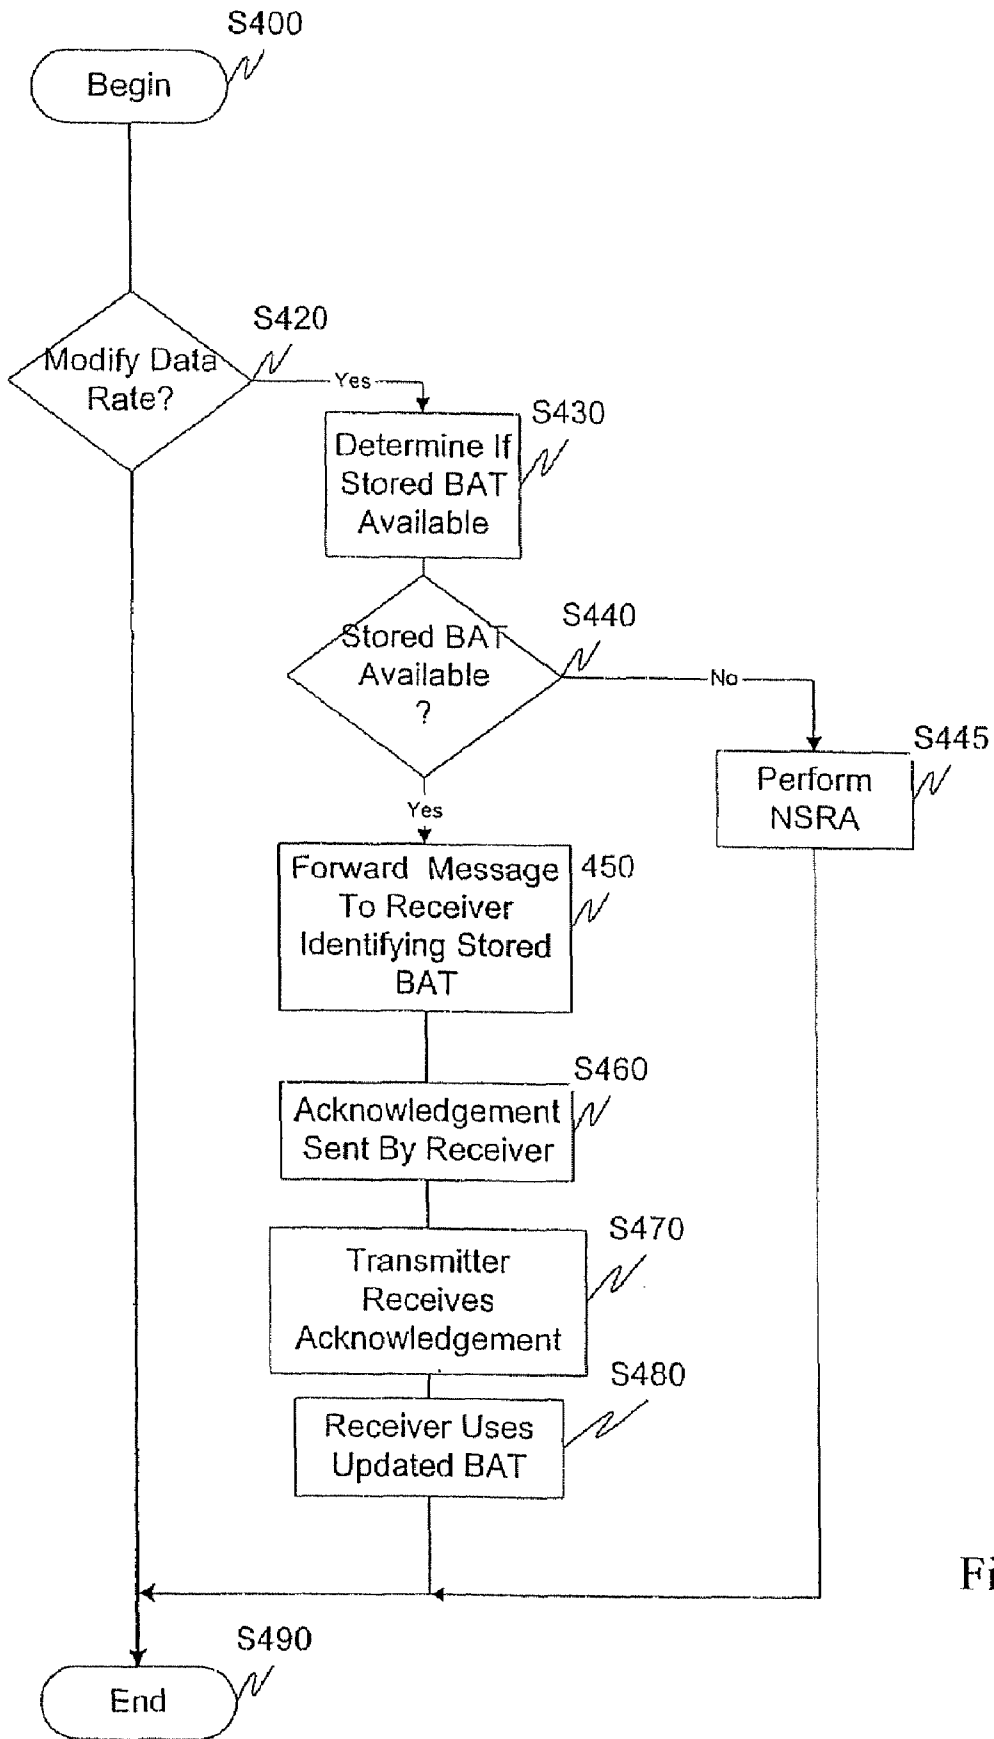 S400
Begin
S420
Modify Data
Rate?
Yes
S430
Determine If
Stored BAT
Available
S440
Stored BAT
Available
?
No
S445
Perform
NSRA
Yes
450
Forward Message
To Receiver
Identifying Stored
BAT
S460
Acknowledgement
Sent By Receiver
S470
Transmitter
Receives
Acknowledgement
S480
Receiver Uses
Updated BAT
Fi
S490
End